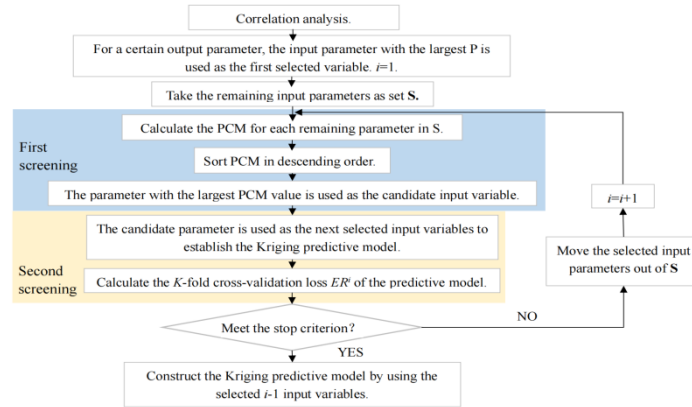 Correlation analysis.
For a certain output parameter, the input parameter with the largest P is
used as the first selected variable. i=1.
Take the remaining input parameters as set S.
First
screening
Calculate the PCM for each remaining parameter in S.
Sort PCM in descending order.
The parameter with the largest PCM value is used as the candidate input variable.
i=i+1
Second
screening
The candidate parameter is used as the next selected input variables to
establish the Kriging predictive model.
Calculate the K-fold cross-validation loss ERⁱ of the predictive model.
Move the selected input
parameters out of S
Meet the stop criterion?
NO
YES
Construct the Kriging predictive model by using the
selected i-1 input variables.